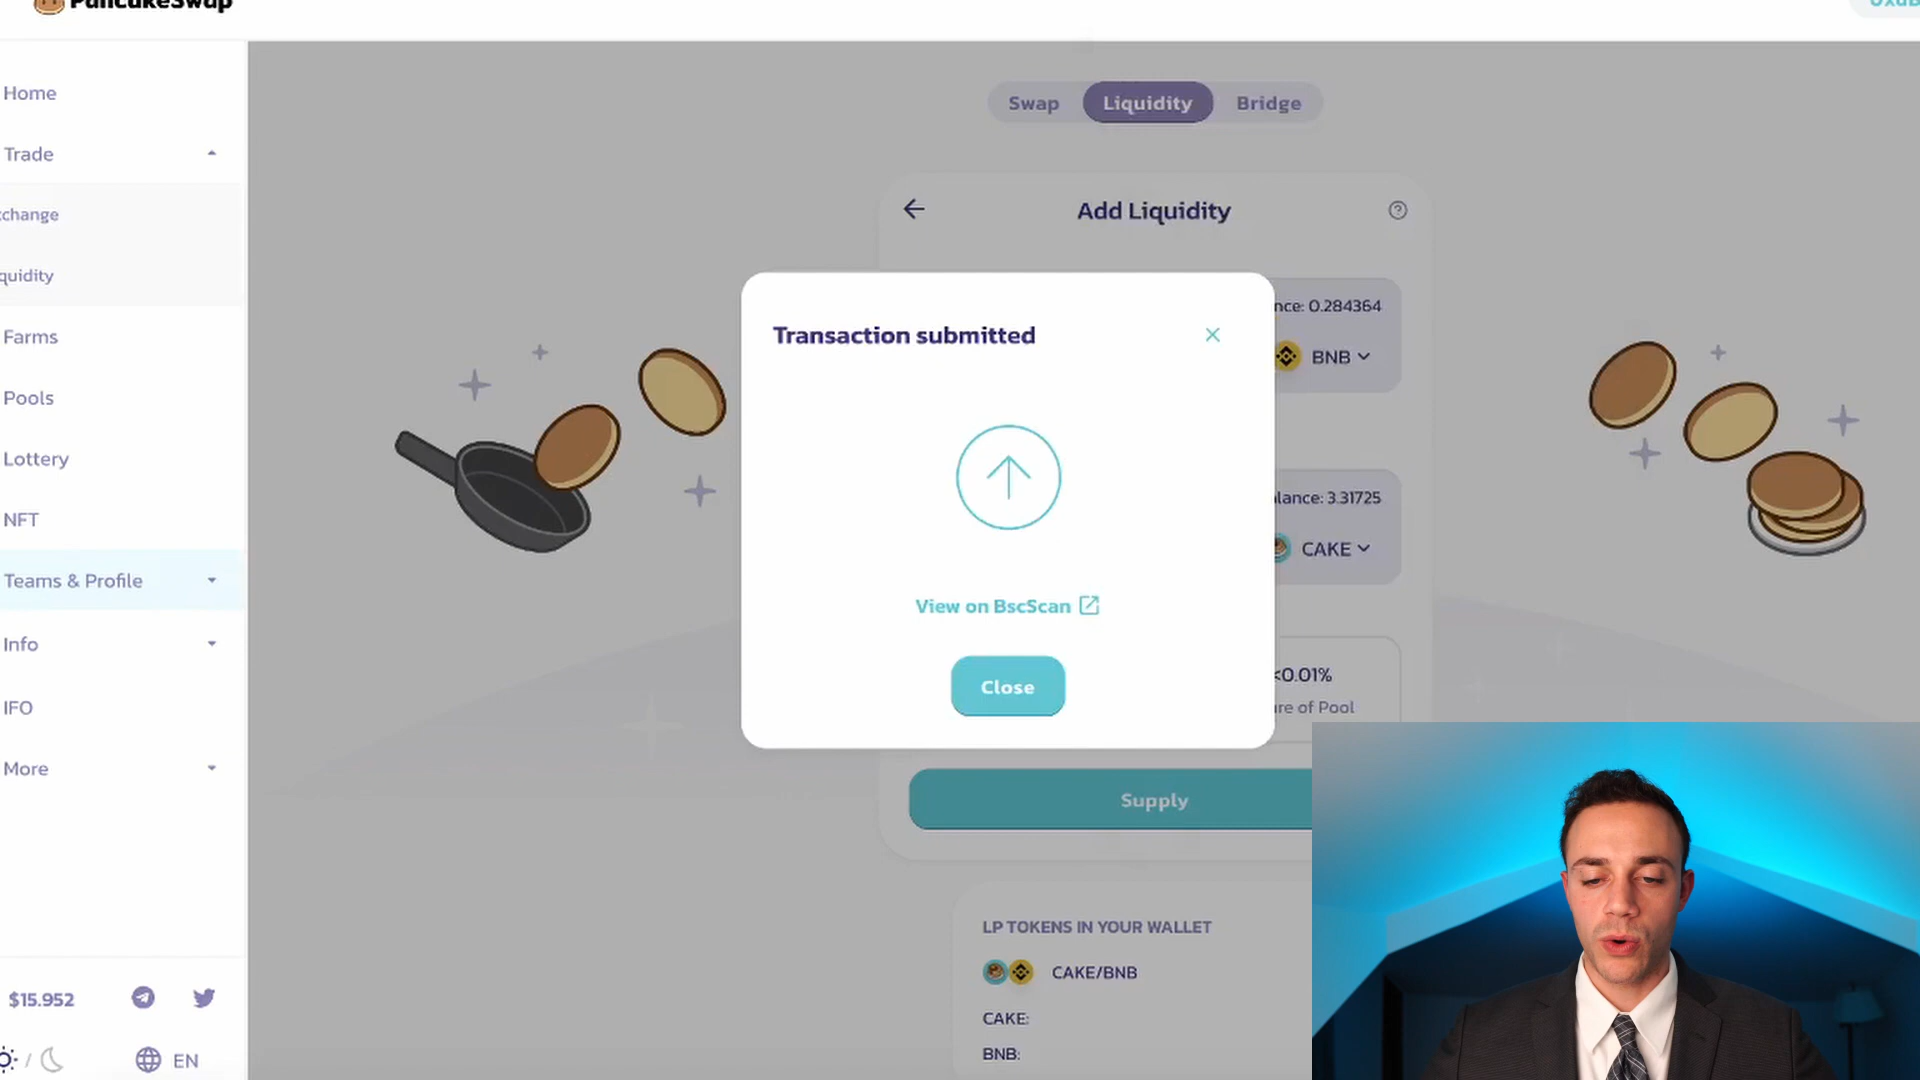 PancakeSwap
Home
Trade
xchange
quidity
Farms
Pools
Lottery
NFT
Teams & Profile
Info
IFO
More
$15.952
/
EN
Swap
Liquidity
Bridge
Add Liquidity
nce: 0.284364
BNB
lance: 3.31725
CAKE
<0.01%
re of Pool
Transaction submitted
View on BscScan
Close
Supply
LP TOKENS IN YOUR WALLET
CAKE/BNB
CAKE:
BNB: